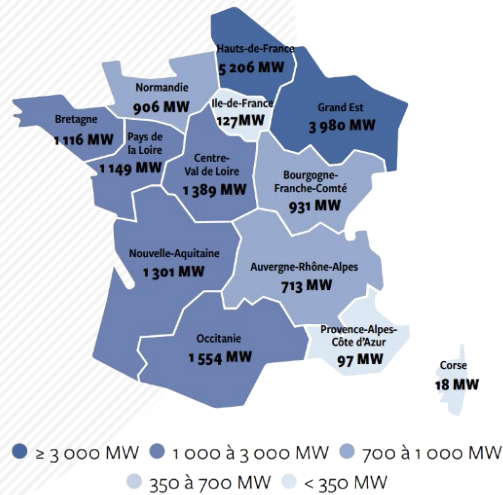 Hauts-de-France
5 206 MW
Normandie
906 MW
Ile-de-France
127MW
Grand Est
3 980 MW
Bretagne
1 116 MW
Pays de
la Loire
1 149 MW
Centre-
Val de Loire
1 389 MW
Bourgogne-
Franche-Comté
931 MW
Nouvelle-Aquitaine
1 301 MW
Auvergne-Rhône-Alpes
713 MW
Occitanie
1 554 MW
Provence-Alpes-
Côte d'Azur
97 MW
Corse
18 MW
≥ 3 000 MW
1 000 à 3 000 MW
700 à 1 000 MW
350 à 700 MW
< 350 MW